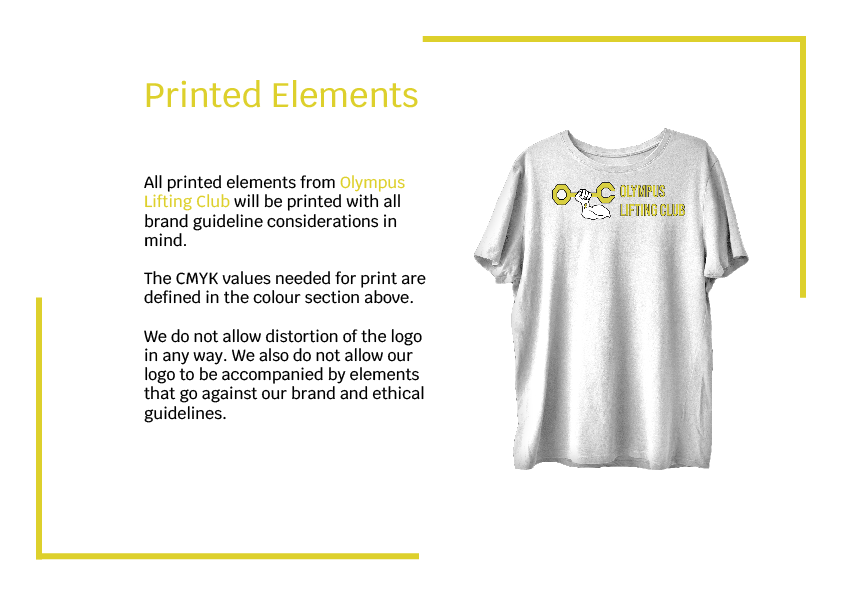 Printed Elements
All printed elements from Olympus
Lifting Club will be printed with all
brand guideline considerations in
mind.
The CMYK values needed for print are
defined in the colour section above.
We do not allow distortion of the logo
in any way. We also do not allow our
logo to be accompanied by elements
that go against our brand and ethical
guidelines.
OC OLYMPUS
LIFTING CLUB